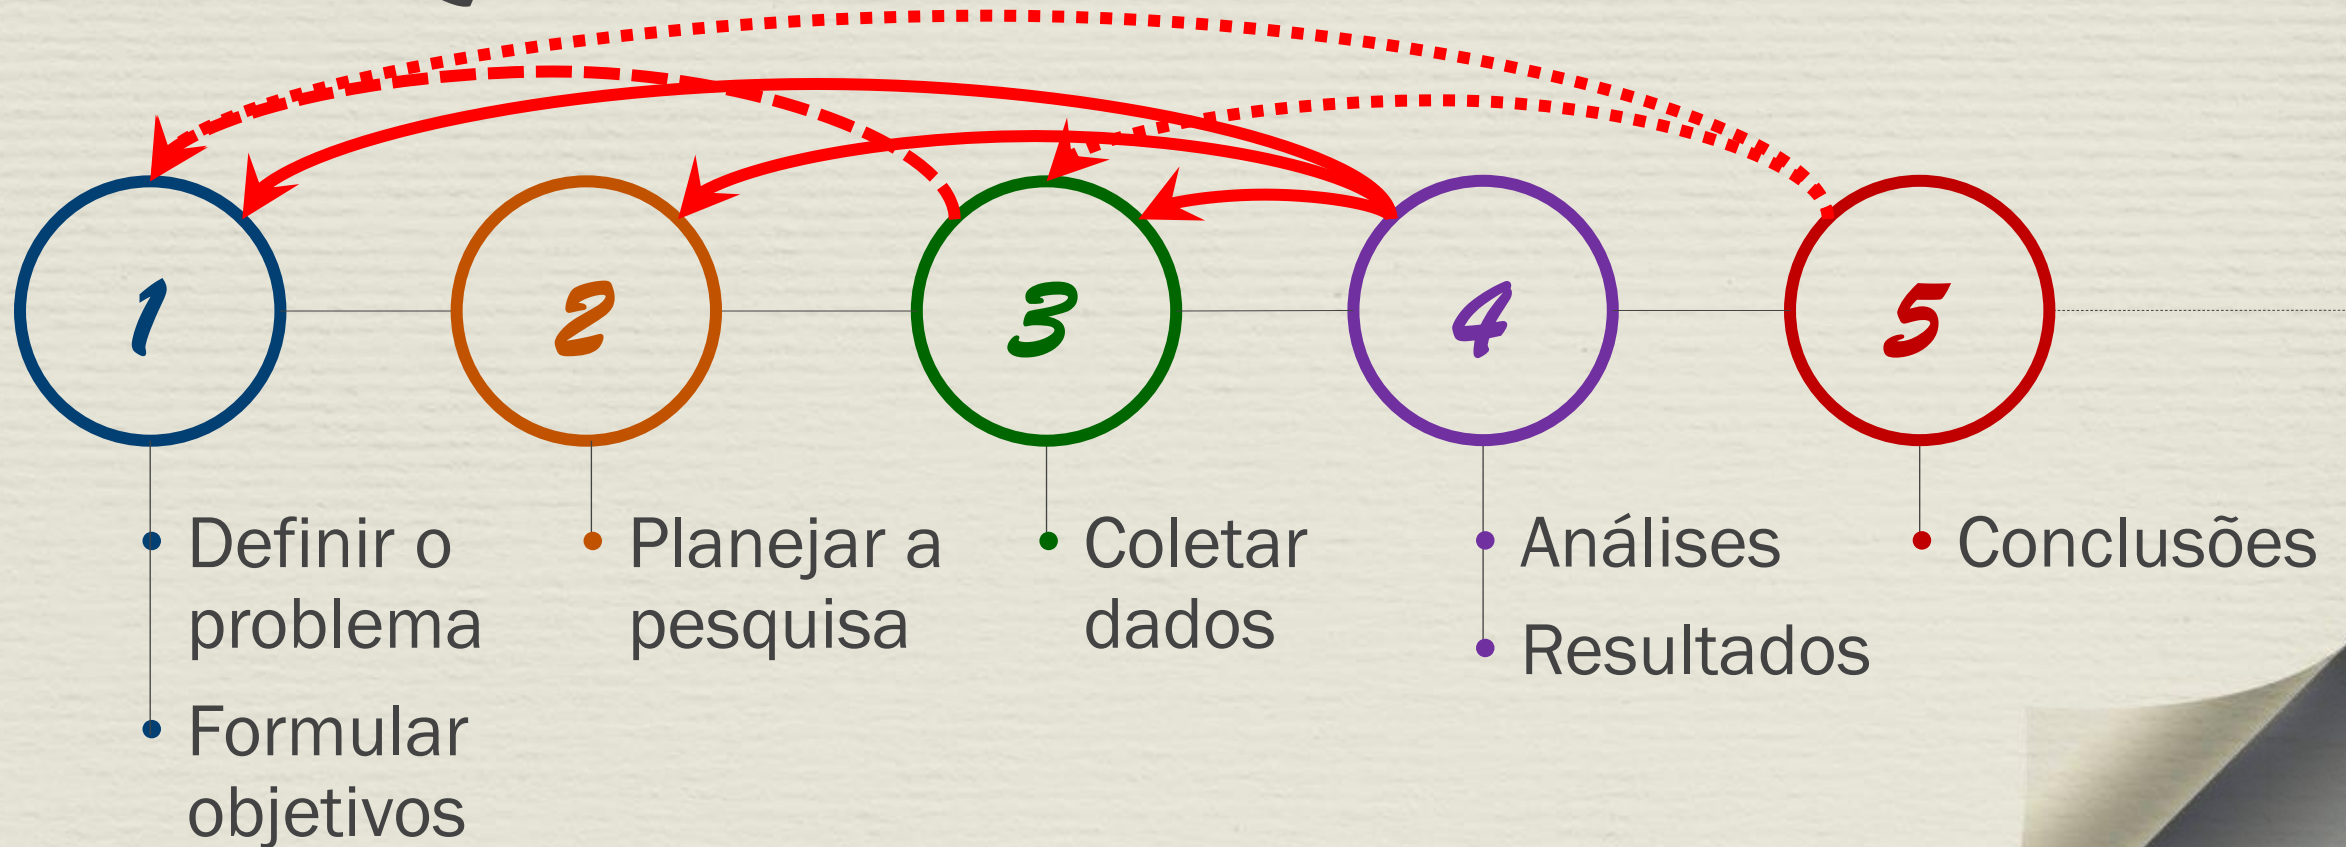 1
2
3
4
5
Definir o
problema
Formular
objetivos
Planejar a
pesquisa
Coletar
dados
Análises
Resultados
Conclusões